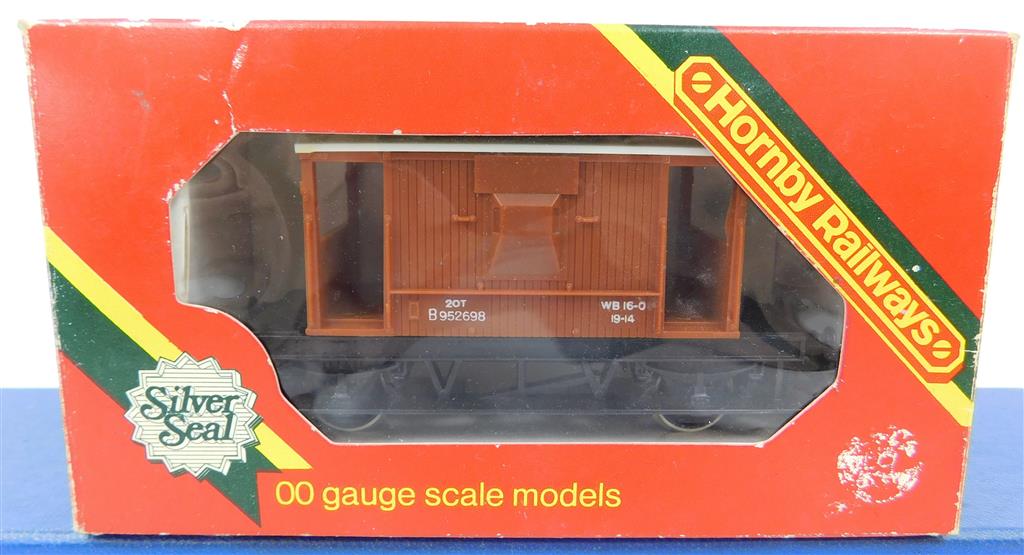 Hornby Railways
20T
B952698
WB 16-0
19-14
Silver
Seal
00 gauge scale models